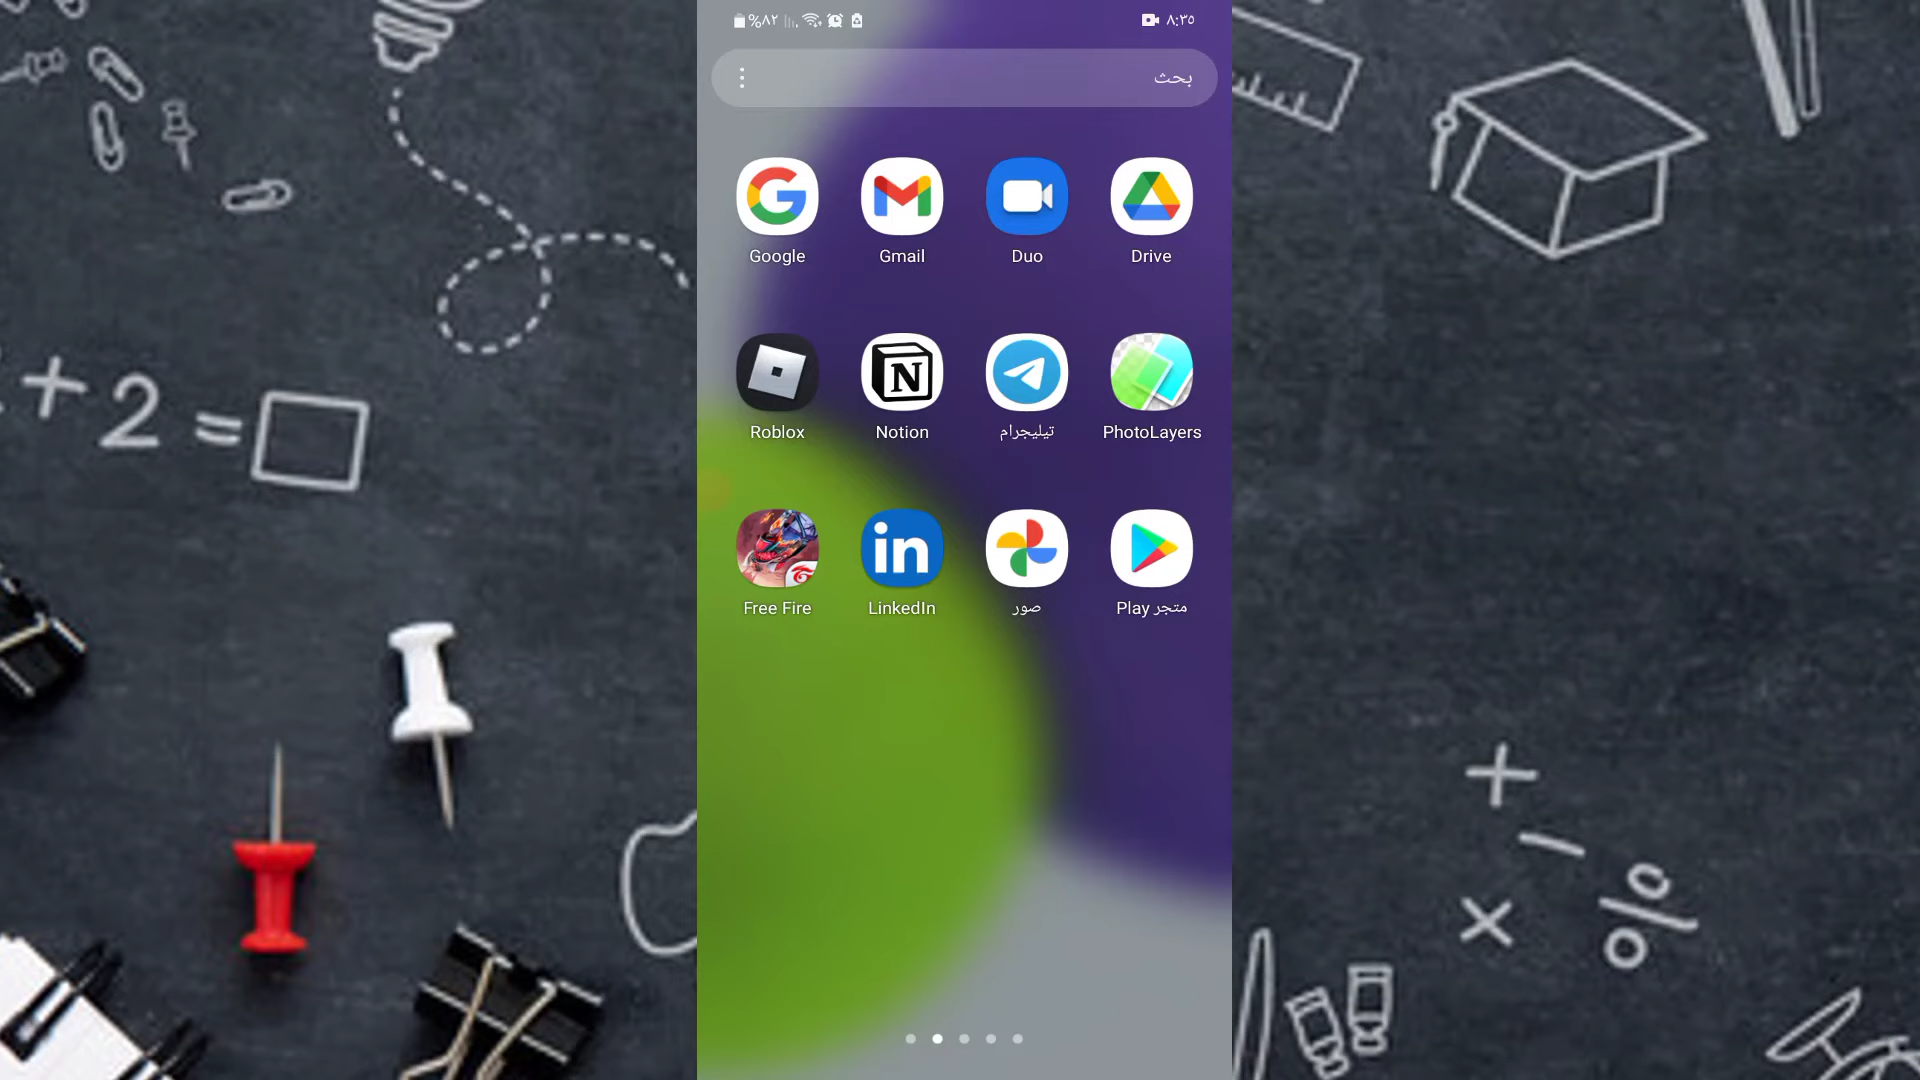 %٨٢ ٨:٣٥
بحث
Google Gmail Duo Drive
Roblox Notion تيليجرام PhotoLayers
Free Fire LinkedIn صور متجر Play
+ 2 =
+
−
× %